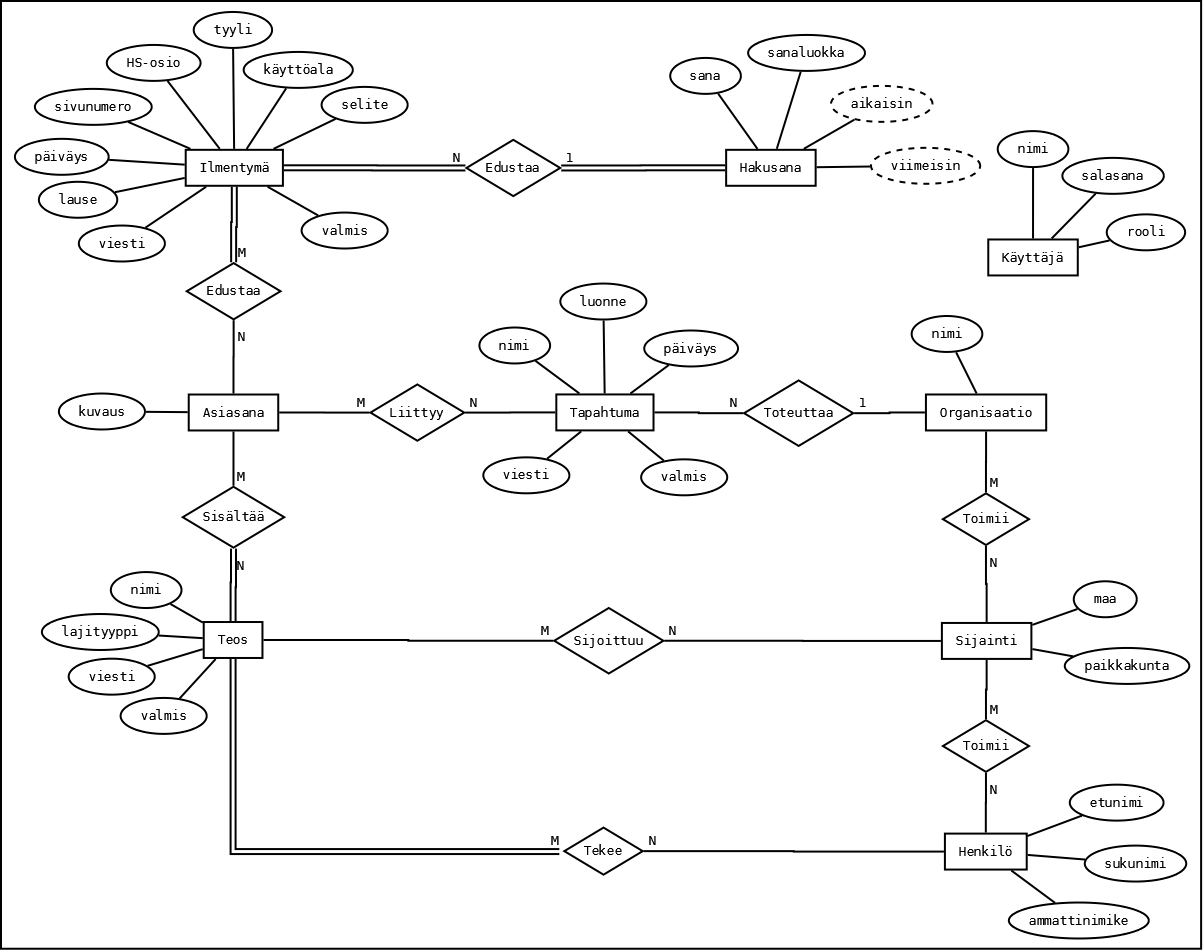 tyyli
HS-osio
käyttöala
sivunumero
selite
päiväys
Ilmentymä
lause
viesti
valmis
N
Edustaa
1
sana
sanaluokka
aikaisin
Hakusana
viimeisin
nimi
salasana
rooli
Käyttäjä
M
Edustaa
N
luonne
nimi
päiväys
nimi
kuvaus
Asiasana
M
Liittyy
N
Tapahtuma
N
Toteuttaa
1
Organisaatio
viesti
valmis
M
Sisältää
N
M
Toimii
N
nimi
lajityyppi
Teos
viesti
valmis
M
Sijoittuu
N
maa
Sijainti
paikkakunta
M
Toimii
N
etunimi
M
Tekee
N
Henkilö
sukunimi
ammattinimike